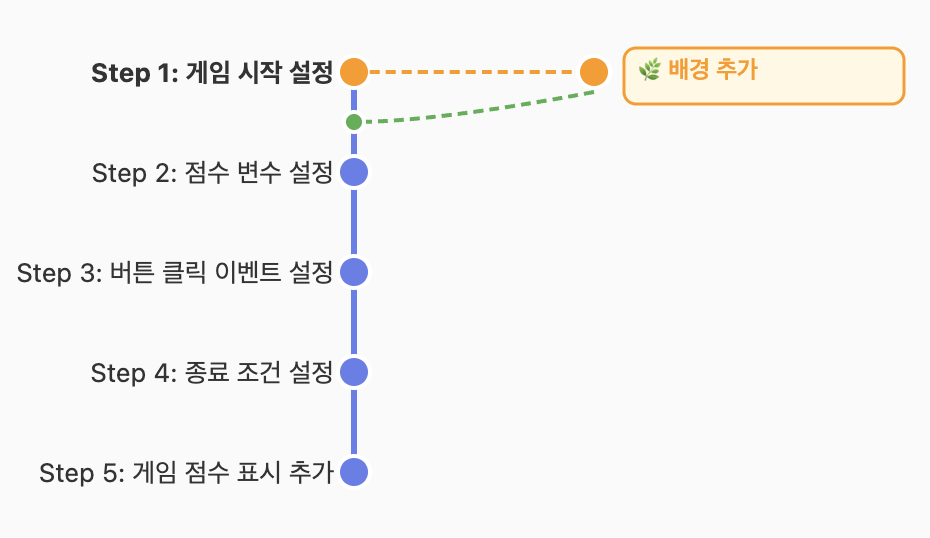 Step 1: 게임 시작 설정
🌿 배경 추가
Step 2: 점수 변수 설정
Step 3: 버튼 클릭 이벤트 설정
Step 4: 종료 조건 설정
Step 5: 게임 점수 표시 추가